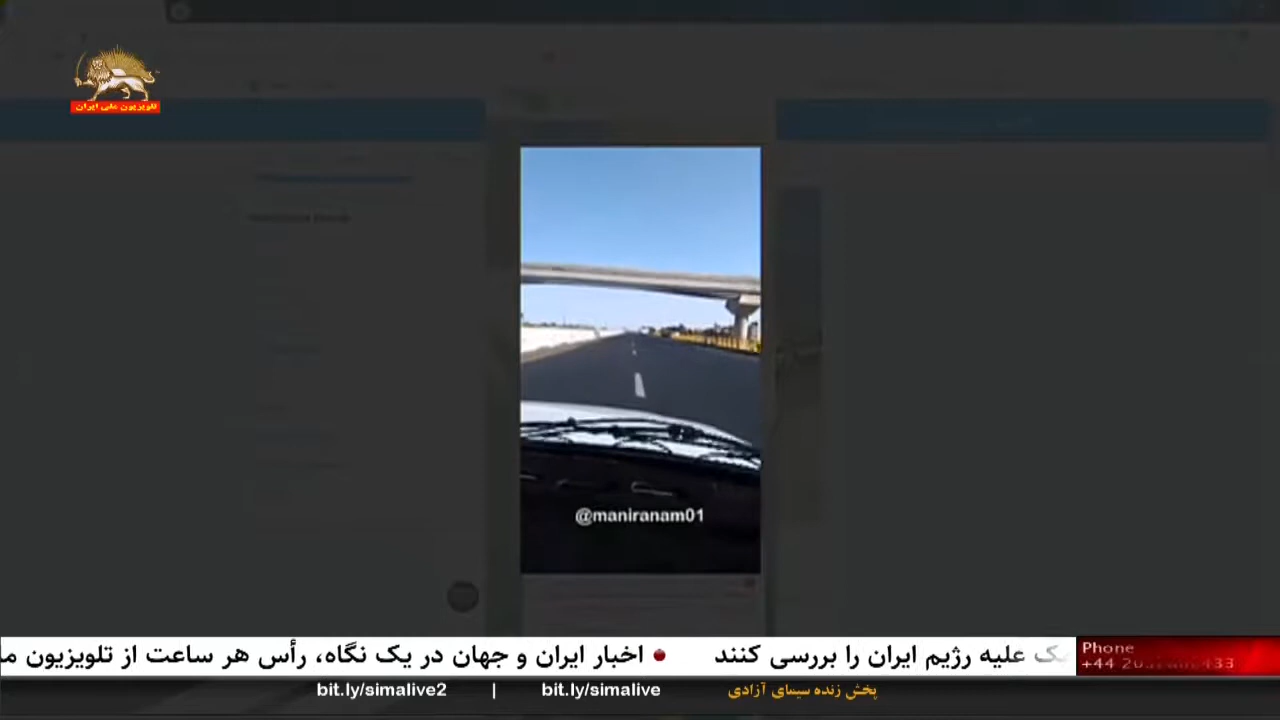 تلویزیون ملی ایران
@maniranam01
علیه رژیم ایران را بررسی کنند
اخبار ایران و جهان در یک نگاه، رأس هر ساعت از تلویزیون
Phone
+44
پخش زنده سیمای آزادی
bit.ly/simalive
|
bit.ly/simalive2